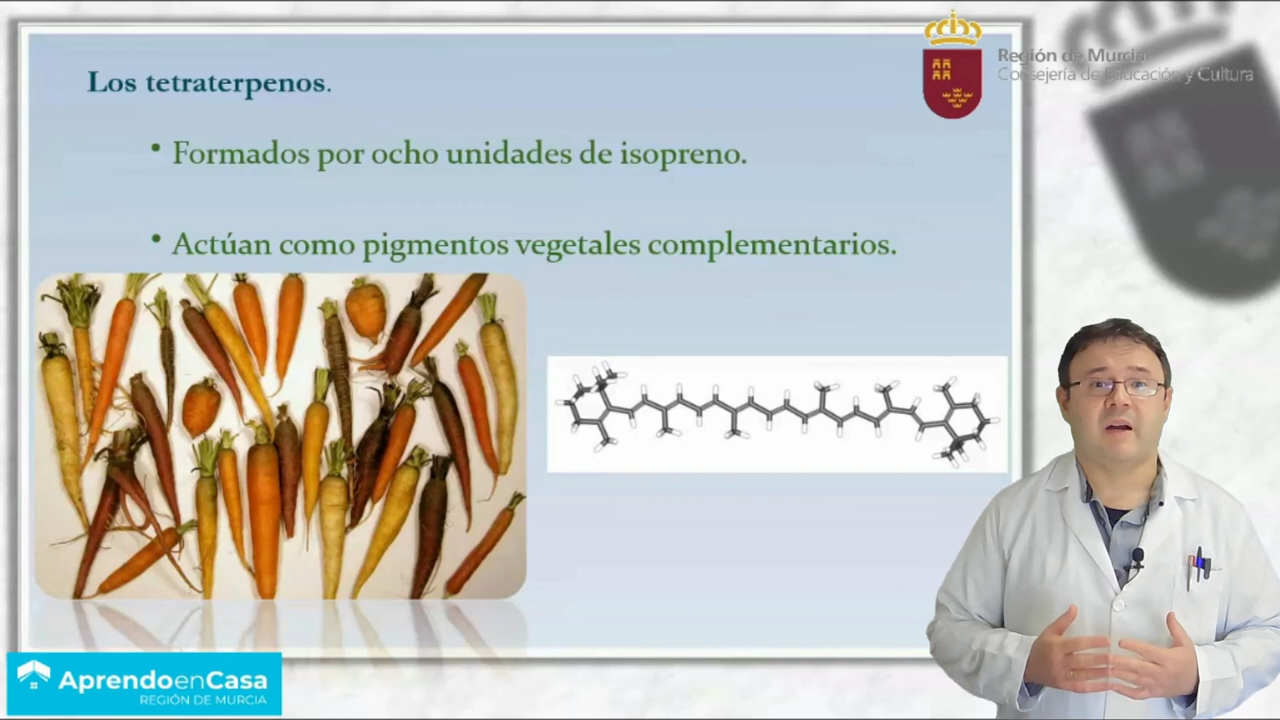 Los tetraterpenos.
• Formados por ocho unidades de isopreno.
• Actúan como pigmentos vegetales complementarios.
Región de Murcia
Consejería de Educación y Cultura
AprendoenCasa
REGIÓN DE MURCIA